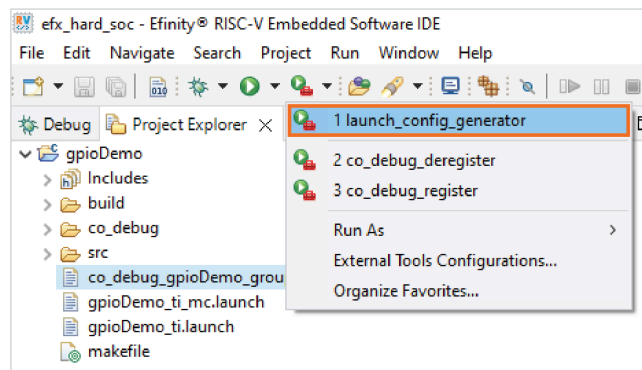 efx_hard_soc - Efinity® RISC-V Embedded Software IDE
File Edit Navigate Search Project Run Window Help
Debug Project Explorer
1 launch_config_generator
2 co_debug_deregister
3 co_debug_register
Run As
External Tools Configurations...
Organize Favorites...
gpioDemo
Includes
build
co_debug
src
co_debug_gpioDemo_grou
gpioDemo_ti_mc.launch
gpioDemo_ti.launch
makefile